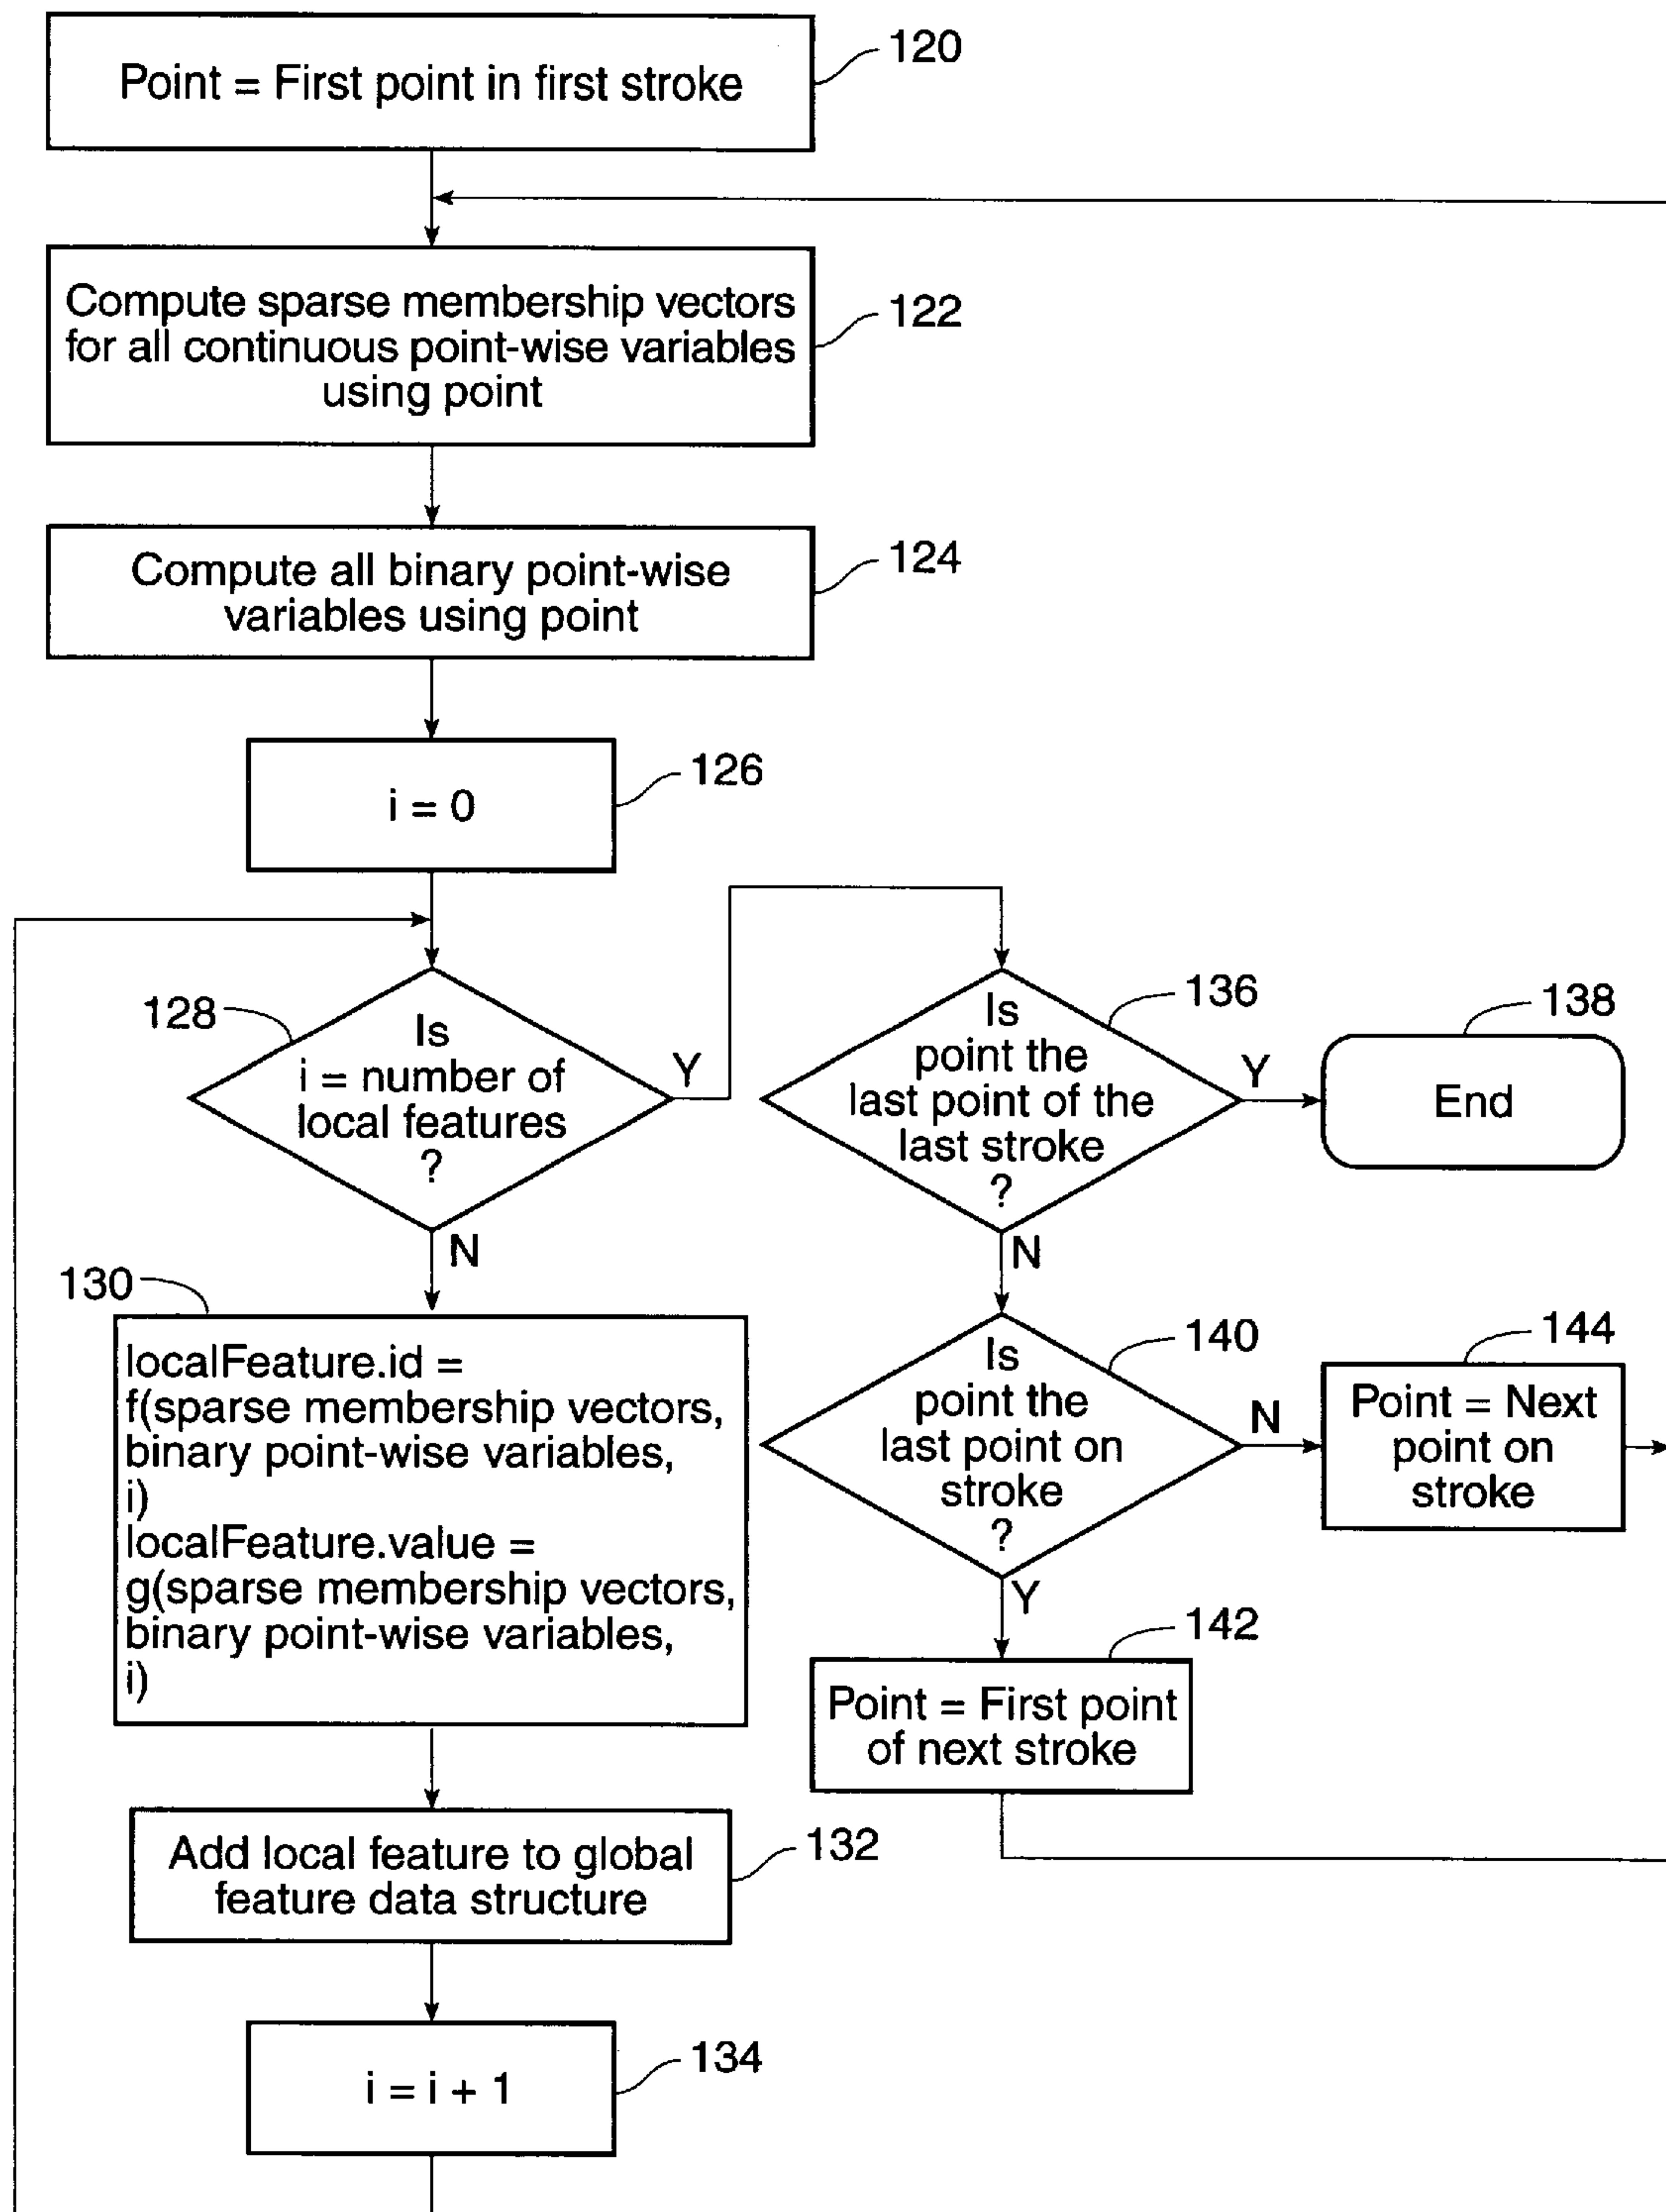 Point = First point in first stroke
120
Compute sparse membership vectors
for all continuous point-wise variables
using point
122
Compute all binary point-wise
variables using point
124
i = 0
126
128
Is
i = number of
local features
?
Y
N
Is
point the
last point of the
last stroke
?
136
Y
N
138
End
130
localFeature.id =
f(sparse membership vectors,
binary point-wise variables,
i)
localFeature.value =
g(sparse membership vectors,
binary point-wise variables,
i)
Is
point the
last point on
stroke
?
140
N
Y
144
Point = Next
point on
stroke
142
Point = First point
of next stroke
Add local feature to global
feature data structure
132
i = i + 1
134